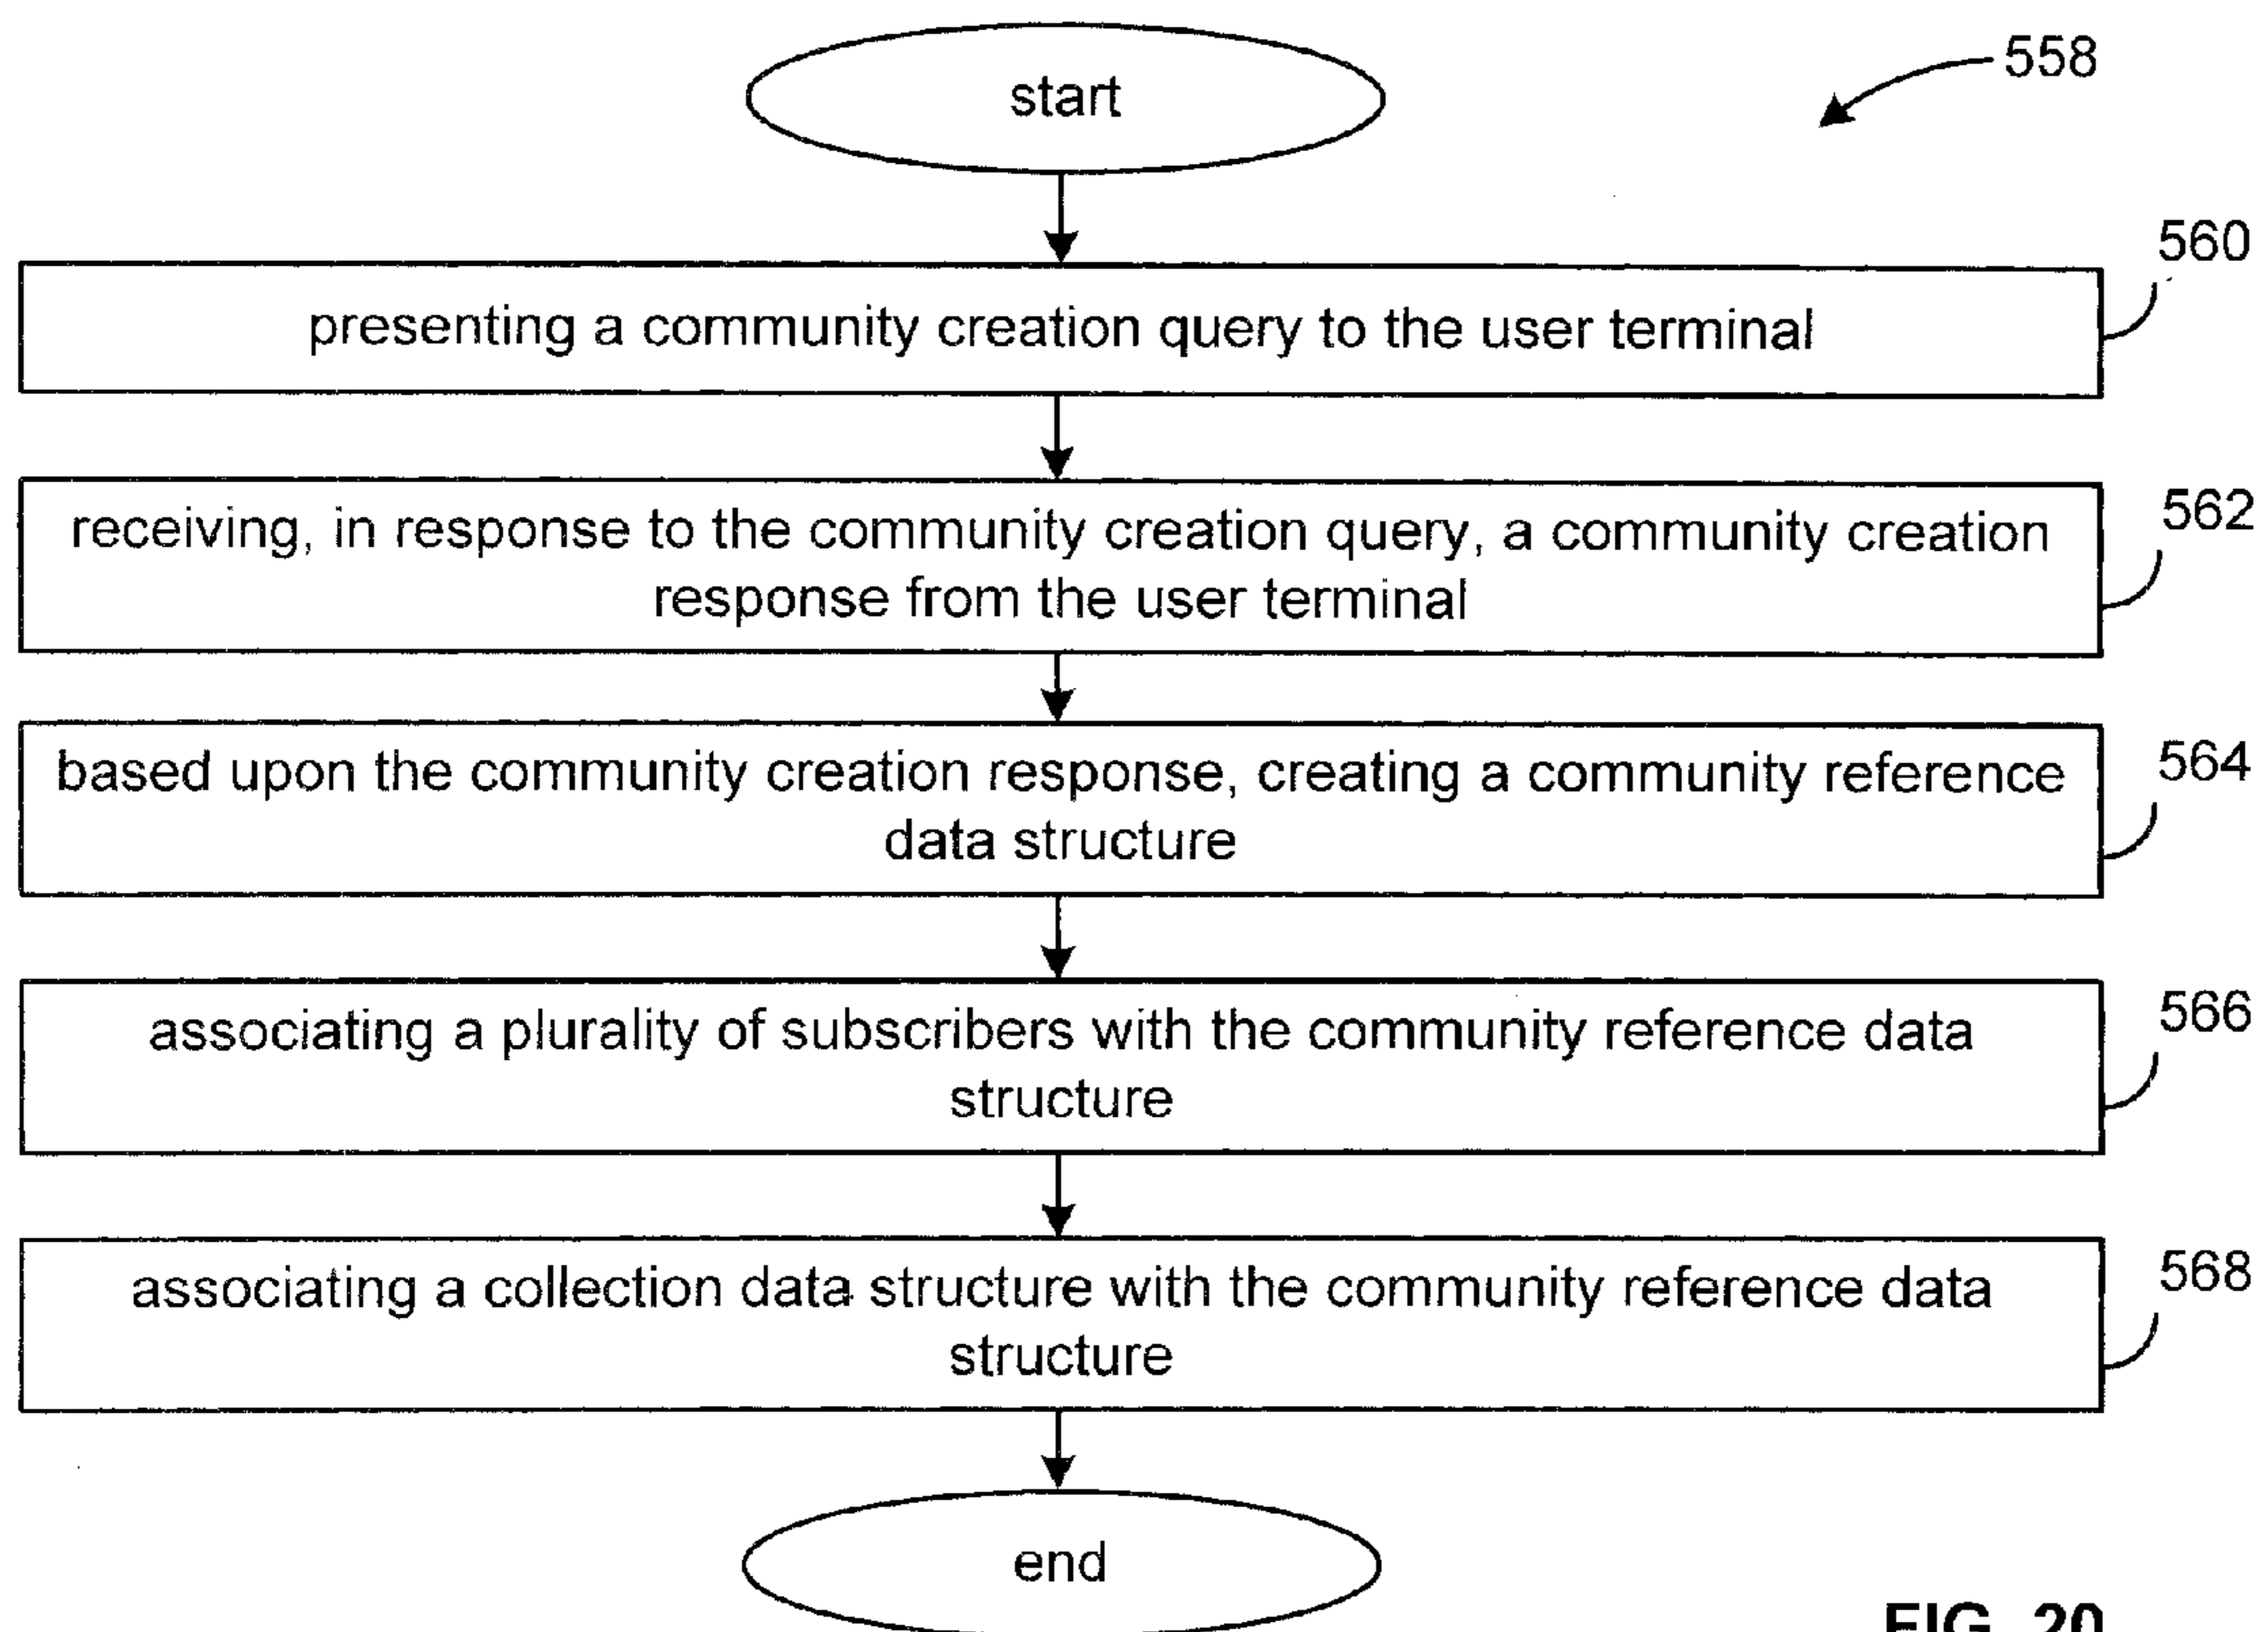 start
558
560
presenting a community creation query to the user terminal
562
receiving, in response to the community creation query, a community creation
response from the user terminal
564
based upon the community creation response, creating a community reference
data structure
566
associating a plurality of subscribers with the community reference data
structure
568
associating a collection data structure with the community reference data
structure
end
FIG. 20